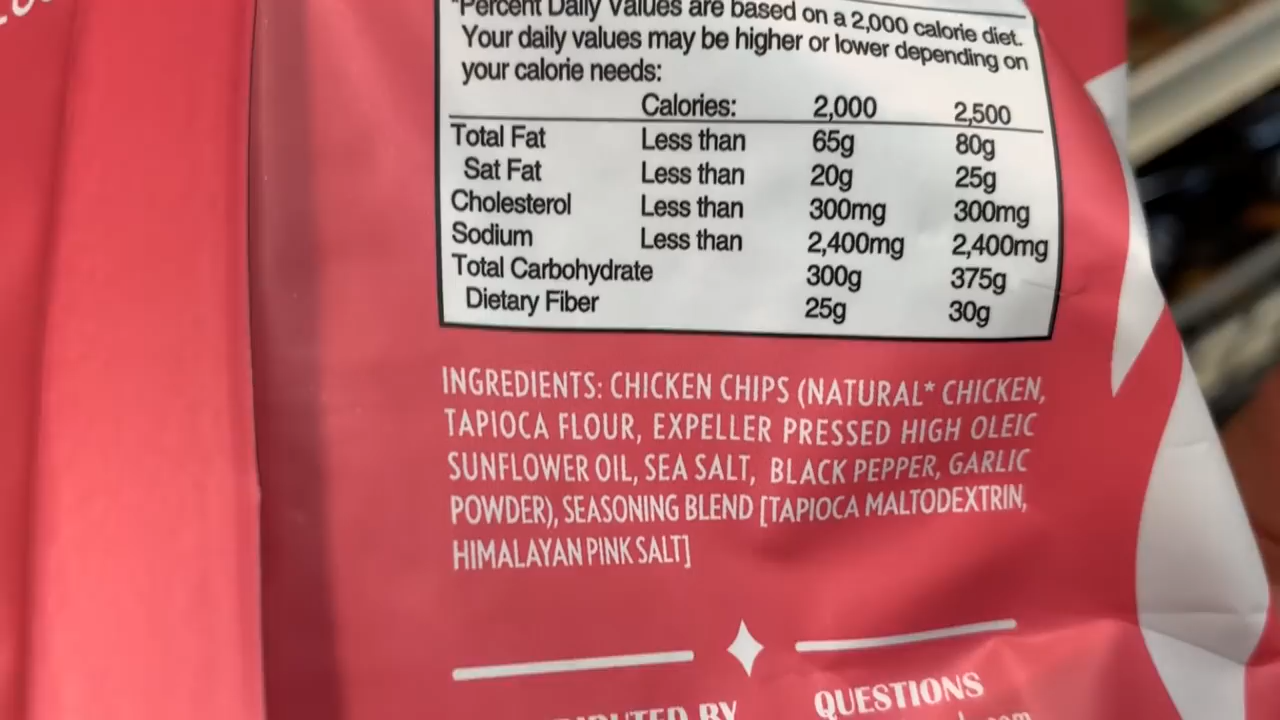 *Percent Daily Values are based on a 2,000 calorie diet.
Your daily values may be higher or lower depending on
your calorie needs:
Calories: 2,000 2,500
Total Fat Less than 65g 80g
Sat Fat Less than 20g 25g
Cholesterol Less than 300mg 300mg
Sodium Less than 2,400mg 2,400mg
Total Carbohydrate 300g 375g
Dietary Fiber 25g 30g
INGREDIENTS: CHICKEN CHIPS (NATURAL* CHICKEN,
TAPIOCA FLOUR, EXPELLER PRESSED HIGH OLEIC
SUNFLOWER OIL, SEA SALT, BLACK PEPPER, GARLIC
POWDER), SEASONING BLEND [TAPIOCA MALTODEXTRIN,
HIMALAYAN PINK SALT]
BY
QUESTIONS